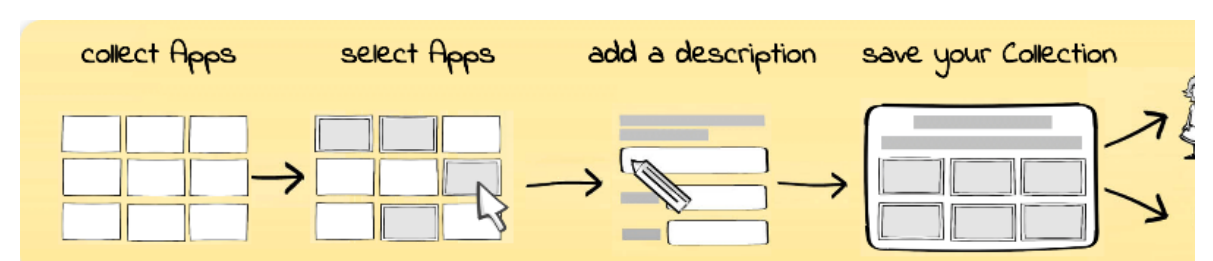 collect Apps
select Apps
add a description
save your Collection